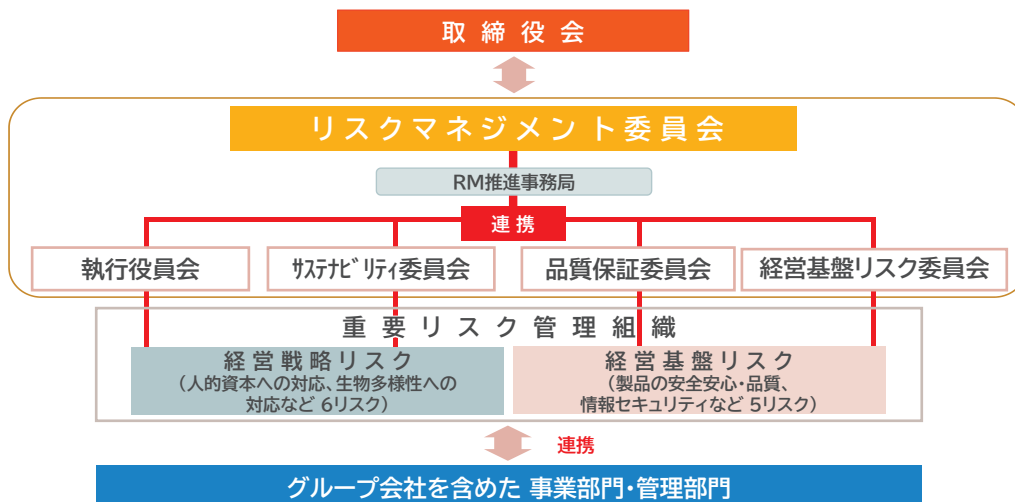 取締役会
リスクマネジメント委員会
RM推進事務局
連携
執行役員会
ｻｽﾃﾅﾋﾞﾘﾃｨ委員会
品質保証委員会
経営基盤リスク委員会
重要リスク管理組織
経営戦略リスク
(人的資本への対応、生物多様性への
対応など 6リスク)
経営基盤リスク
(製品の安全安心・品質、
情報セキュリティなど 5リスク)
連携
グループ会社を含めた 事業部門・管理部門